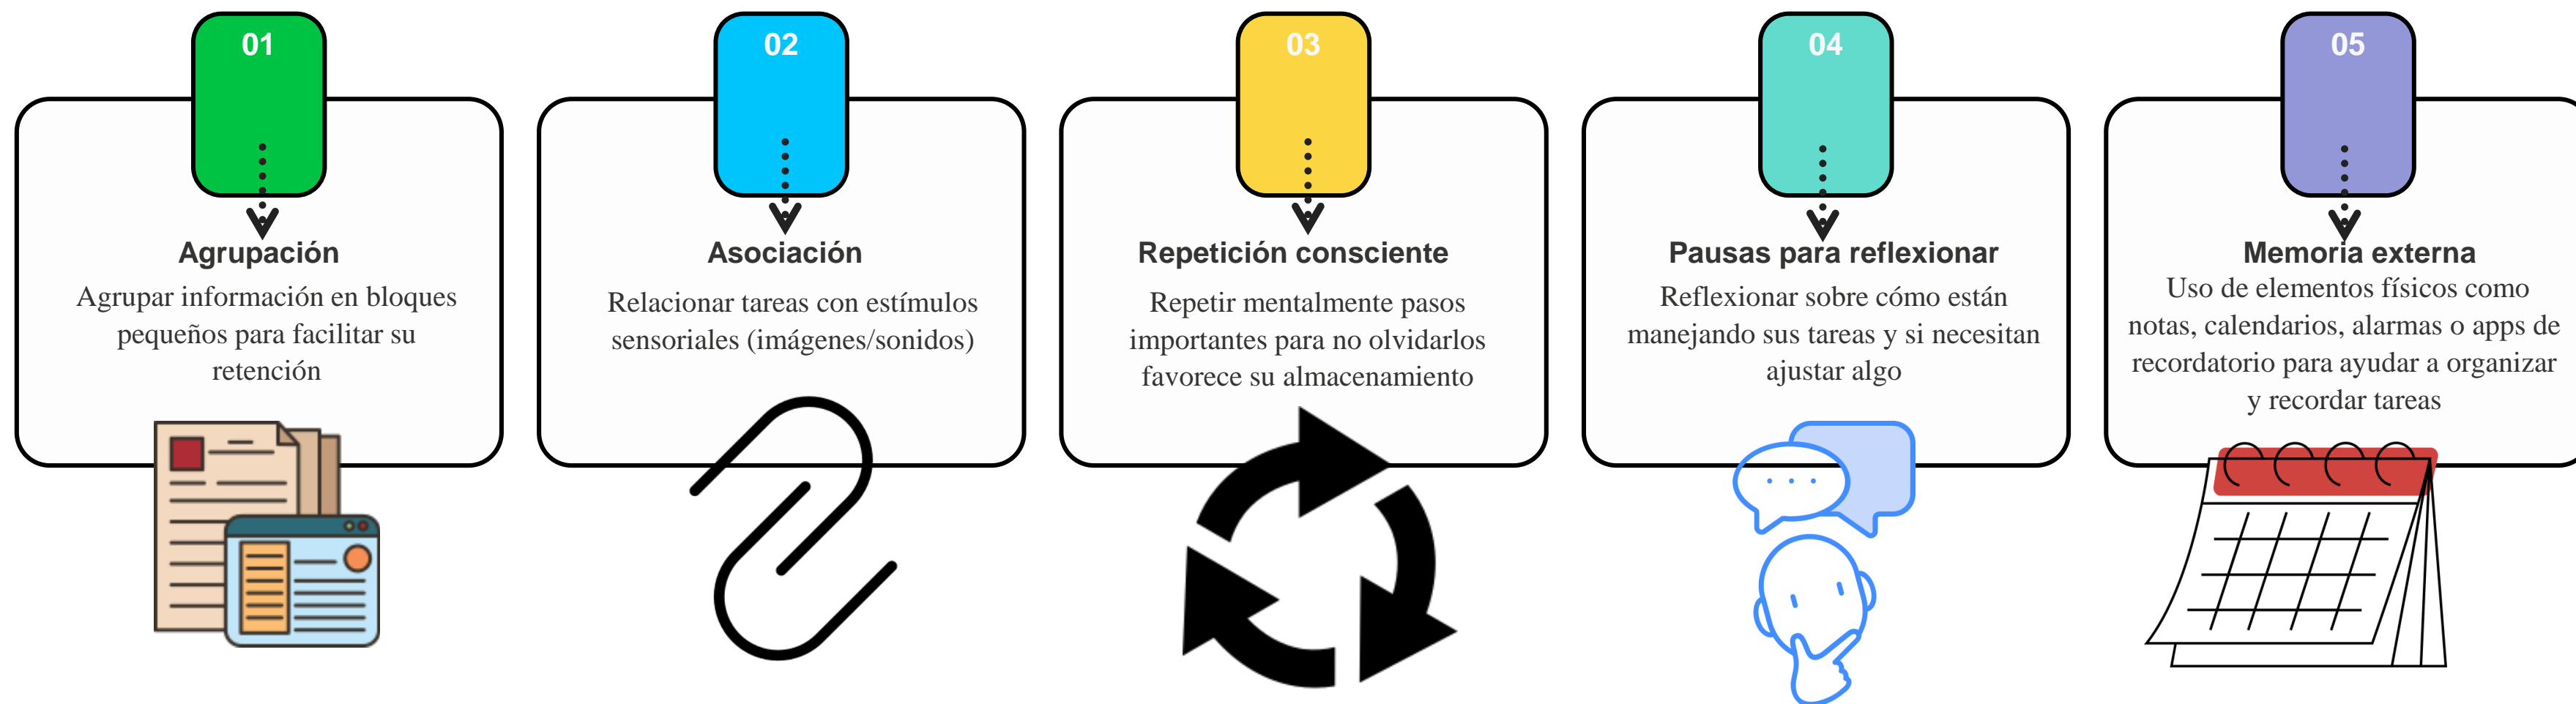 01
Agrupación
Agrupar información en bloques
pequeños para facilitar su
retención
02
Asociación
Relacionar tareas con estímulos
sensoriales (imágenes/sonidos)
03
Repetición consciente
Repetir mentalmente pasos
importantes para no olvidarlos
favorece su almacenamiento
04
Pausas para reflexionar
Reflexionar sobre cómo están
manejando sus tareas y si necesitan
ajustar algo
05
Memoria externa
Uso de elementos físicos como
notas, calendarios, alarmas o apps de
recordatorio para ayudar a organizar
y recordar tareas